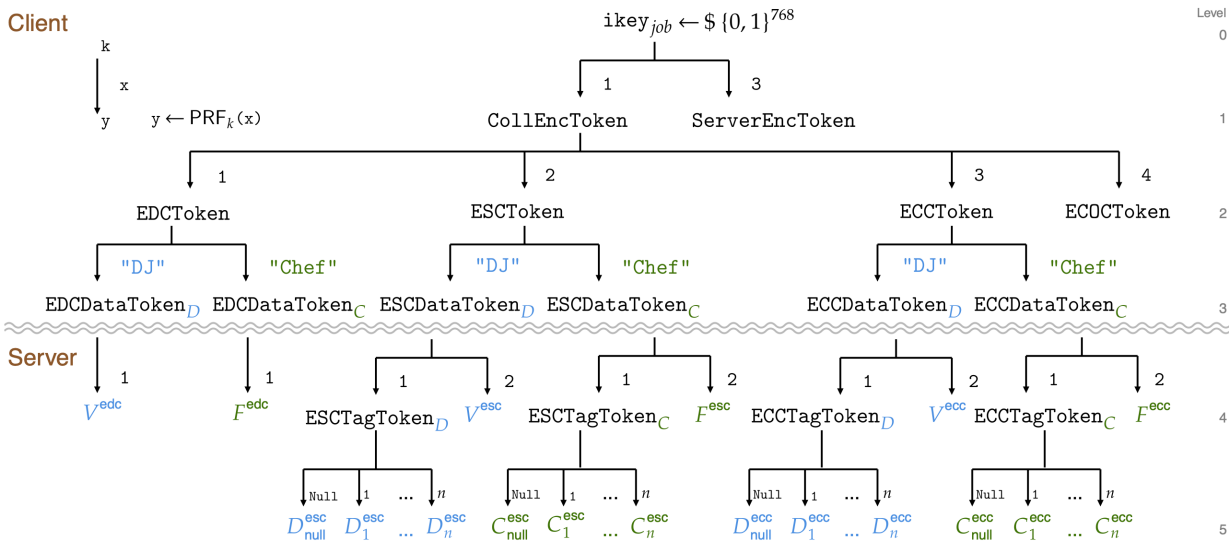 Client
ikey_job ← $ {0, 1}^768
Level
0
k
x
1
3
y
y ← PRF_k(x)
CollEncToken
ServerEncToken
1
1
2
3
4
EDCToken
ESCToken
ECCToken
ECOCToken
2
"DJ"
"Chef"
"DJ"
"Chef"
"DJ"
"Chef"
EDCDataToken_D
EDCDataToken_C
ESCDataToken_D
ESCDataToken_C
ECCDataToken_D
ECCDataToken_C
3
Server
1
1
1
2
1
2
1
2
1
2
V^edc
F^edc
ESCTagToken_D
V^esc
ESCTagToken_C
F^esc
ECCTagToken_D
V^ecc
ECCTagToken_C
F^ecc
4
Null
1
...
n
Null
1
...
n
Null
1
...
n
Null
1
...
n
D^esc_null
D^esc_1
...
D^esc_n
C^esc_null
C^esc_1
...
C^esc_n
D^ecc_null
D^ecc_1
...
D^ecc_n
C^ecc_null
C^ecc_1
...
C^ecc_n
5